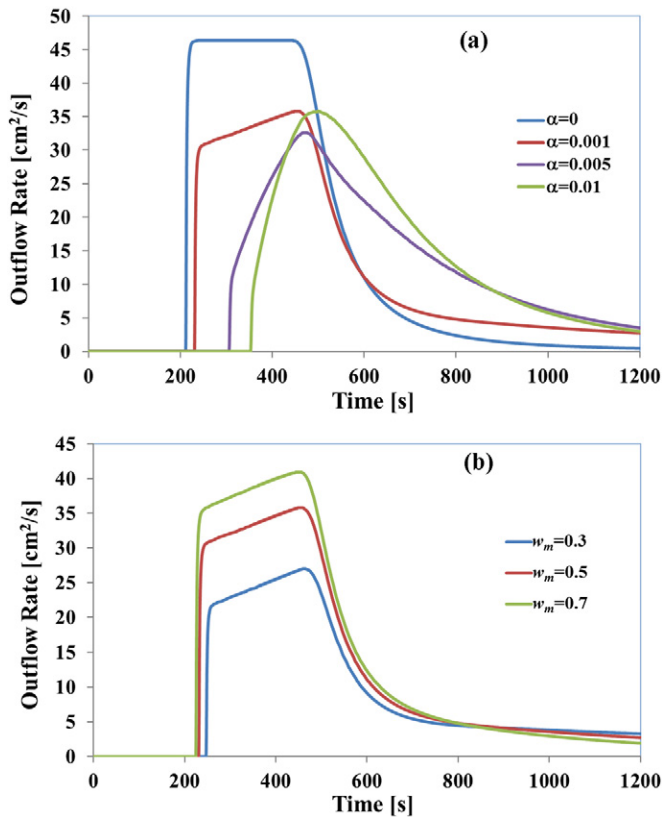 50
(a)
45
40
35
30
25
20
15
10
5
0
Outflow Rate [cm²/s]
α=0
α=0.001
α=0.005
α=0.01
0 200 400 600 800 1000 1200
Time [s]
45
(b)
40
35
30
25
20
15
10
5
0
Outflow Rate [cm²/s]
wm=0.3
wm=0.5
wm=0.7
0 200 400 600 800 1000 1200
Time [s]